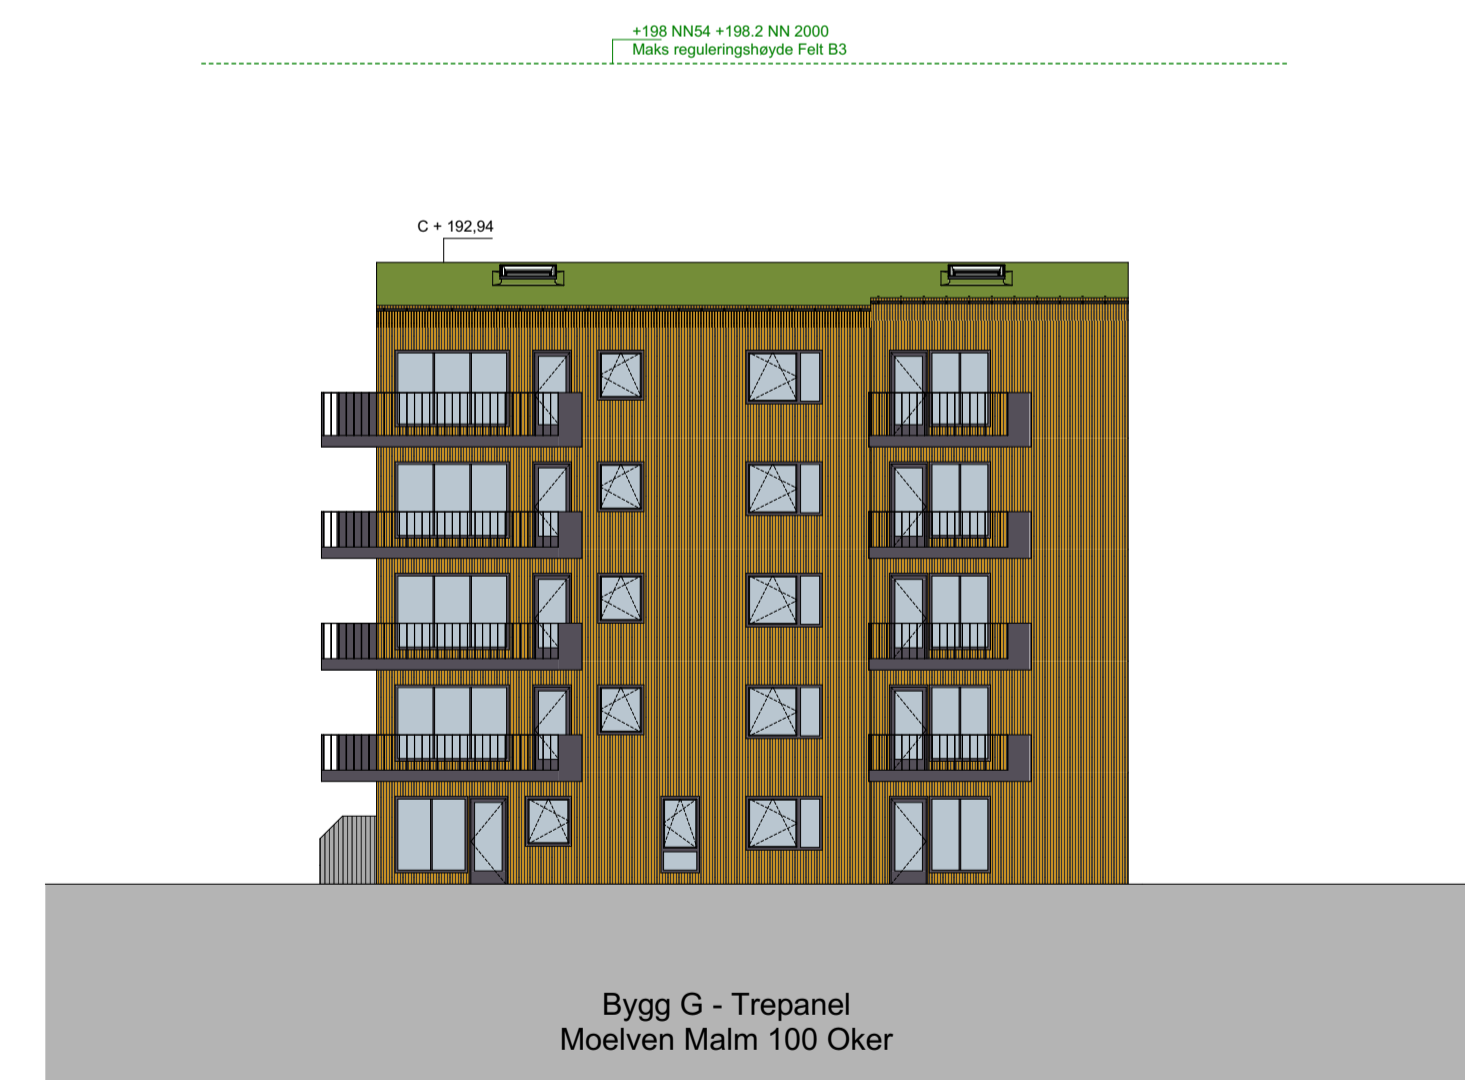 +198 NN54 +198.2 NN 2000
Maks reguleringshøyde Felt B3
C + 192,94
Bygg G - Trepanel
Moelven Malm 100 Oker